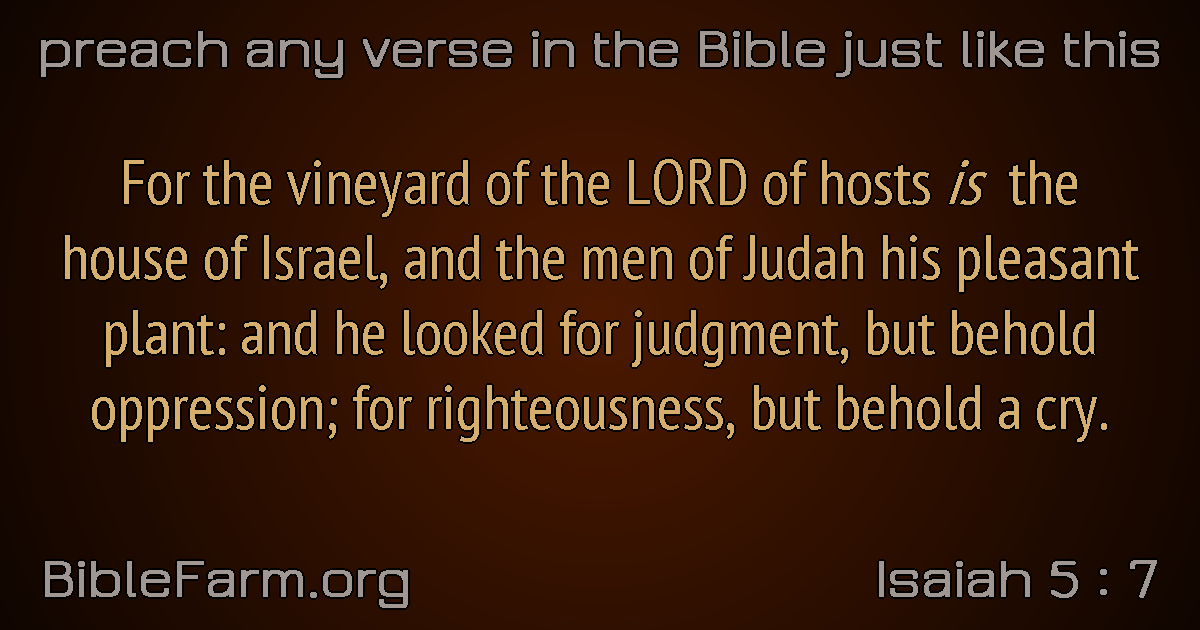 preach any verse in the Bible just like this
For the vineyard of the LORD of hosts is the
house of Israel, and the men of Judah his pleasant
plant: and he looked for judgment, but behold
oppression; for righteousness, but behold a cry.
BibleFarm.org
Isaiah 5 : 7